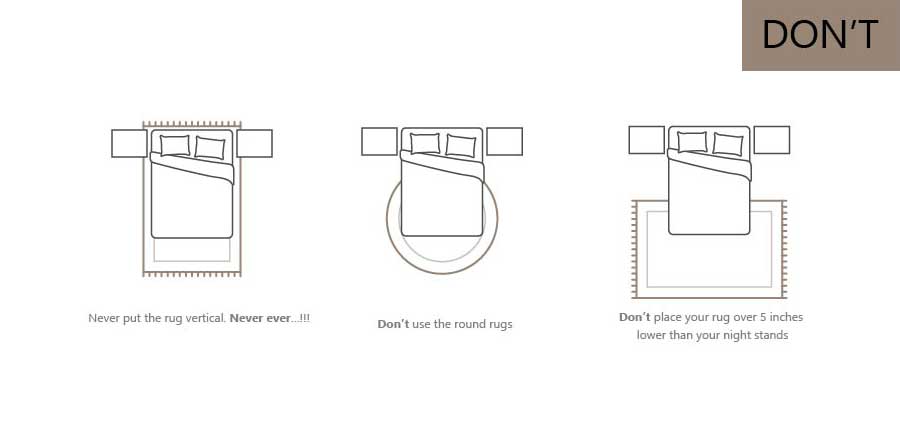 DON’T
Never put the rug vertical. Never ever...!!!
Don’t use the round rugs
Don’t place your rug over 5 inches
lower than your night stands